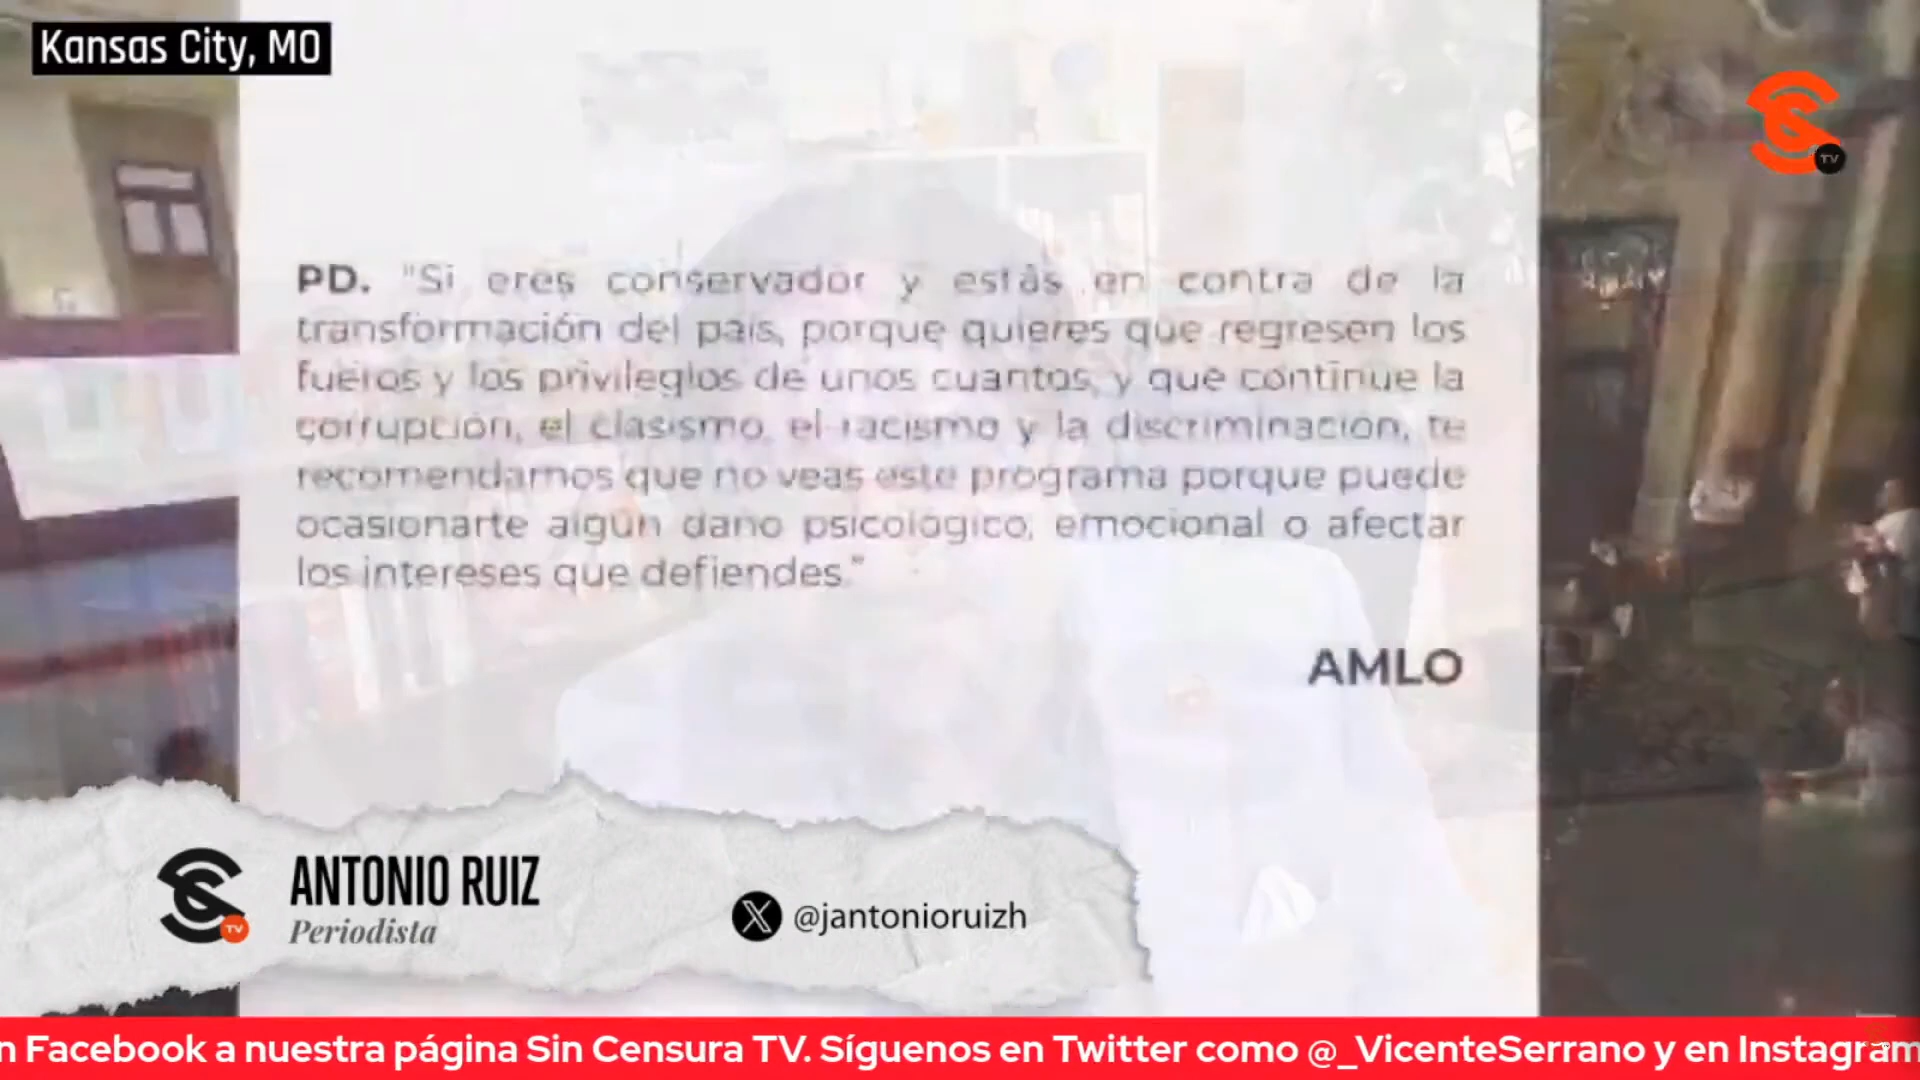 Kansas City, MO
TV
PD. "Si eres conservador y estás en contra de la
transformación del país, porque quieres que regresen los
fueros y los privilegios de unos cuantos, y que continúe la
corrupción, el clasismo, el racismo y la discriminación, te
recomendamos que no veas este programa porque puede
ocasionarte algún daño psicológico, emocional o afectar
los intereses que defiendes."
AMLO
TV
ANTONIO RUIZ
Periodista
@jantonioruizh
n Facebook a nuestra página Sin Censura TV. Síguenos en Twitter como @_VicenteSerrano y en Instagram